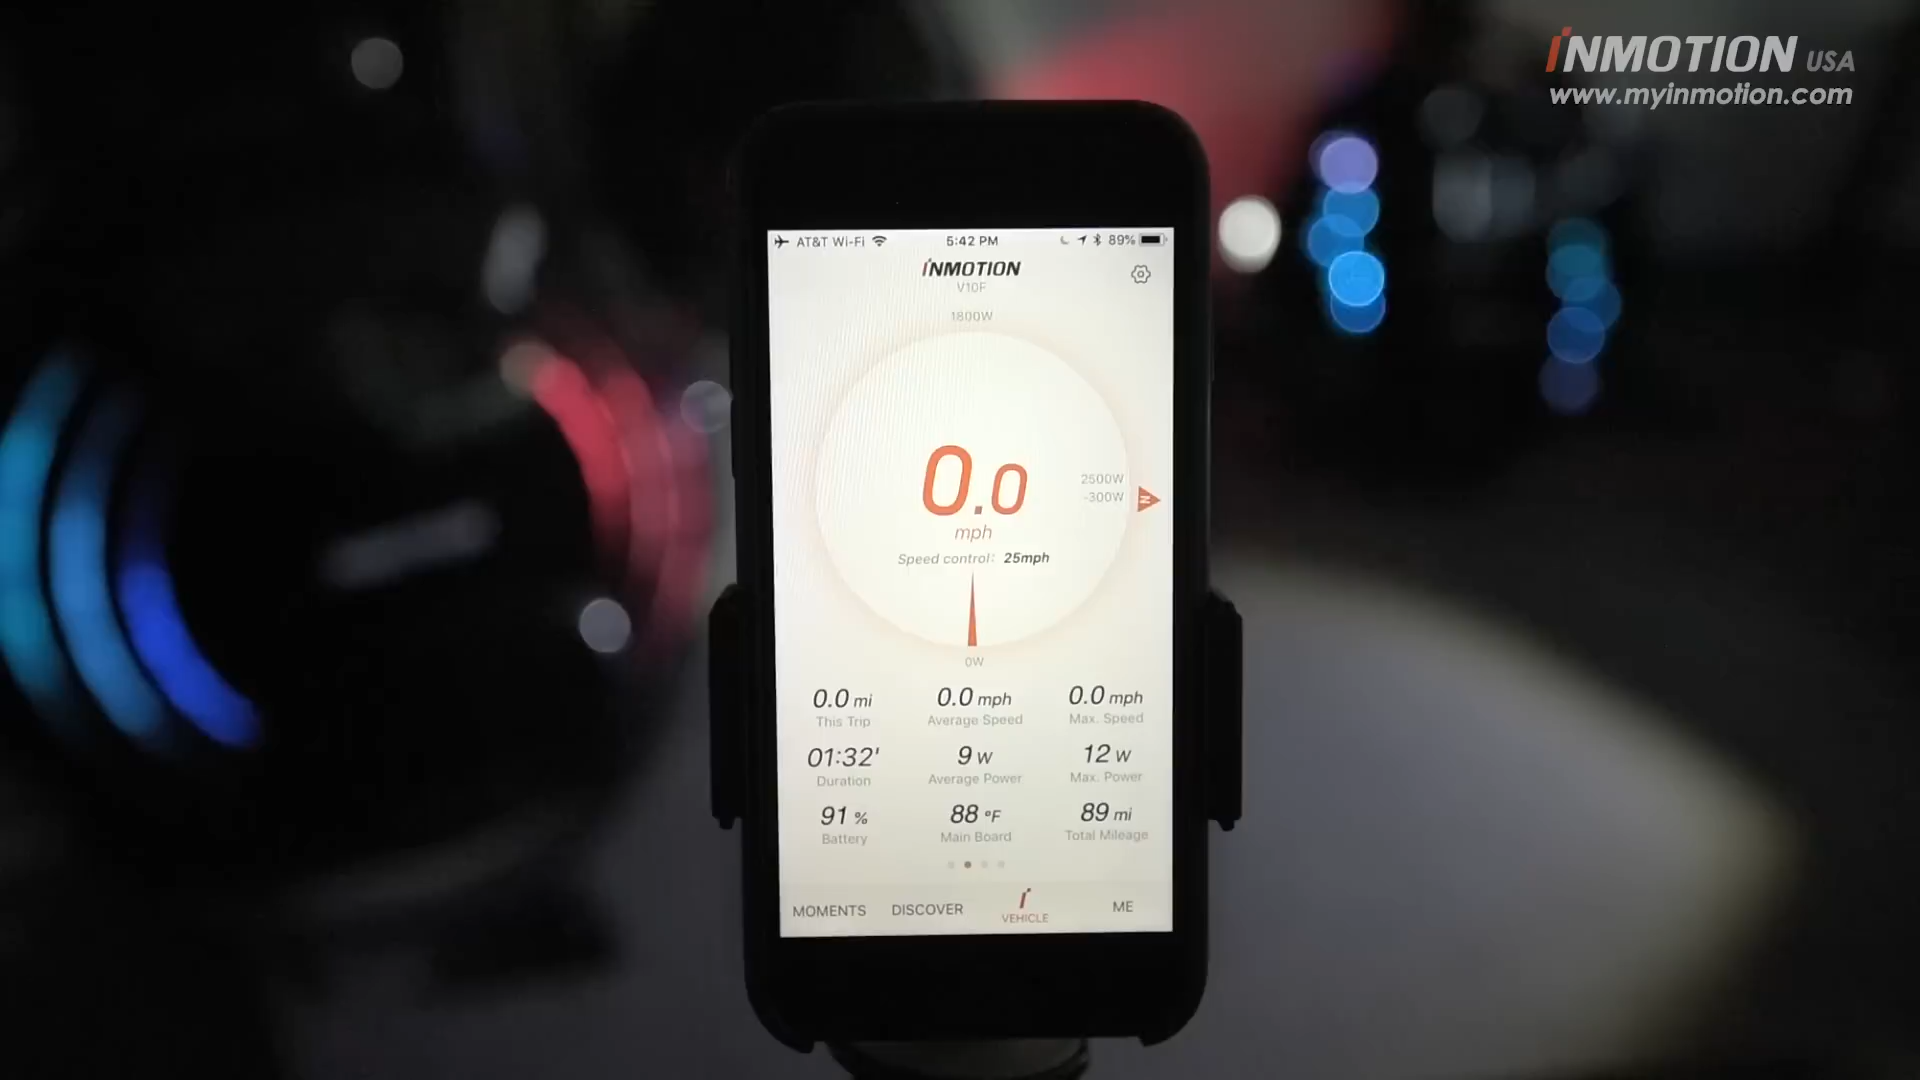 INMOTION USA
www.myinmotion.com
AT&T Wi-Fi 5:42 PM 89%
INMOTION
V10F
1800W
0.0
mph
2500W
-300W
N
Speed control: 25mph
0W
0.0 mi 0.0 mph 0.0 mph
This Trip Average Speed Max. Speed
01:32' 9 W 12 W
Duration Average Power Max. Power
91 % 88 °F 89 mi
Battery Main Board Total Mileage
MOMENTS DISCOVER VEHICLE ME